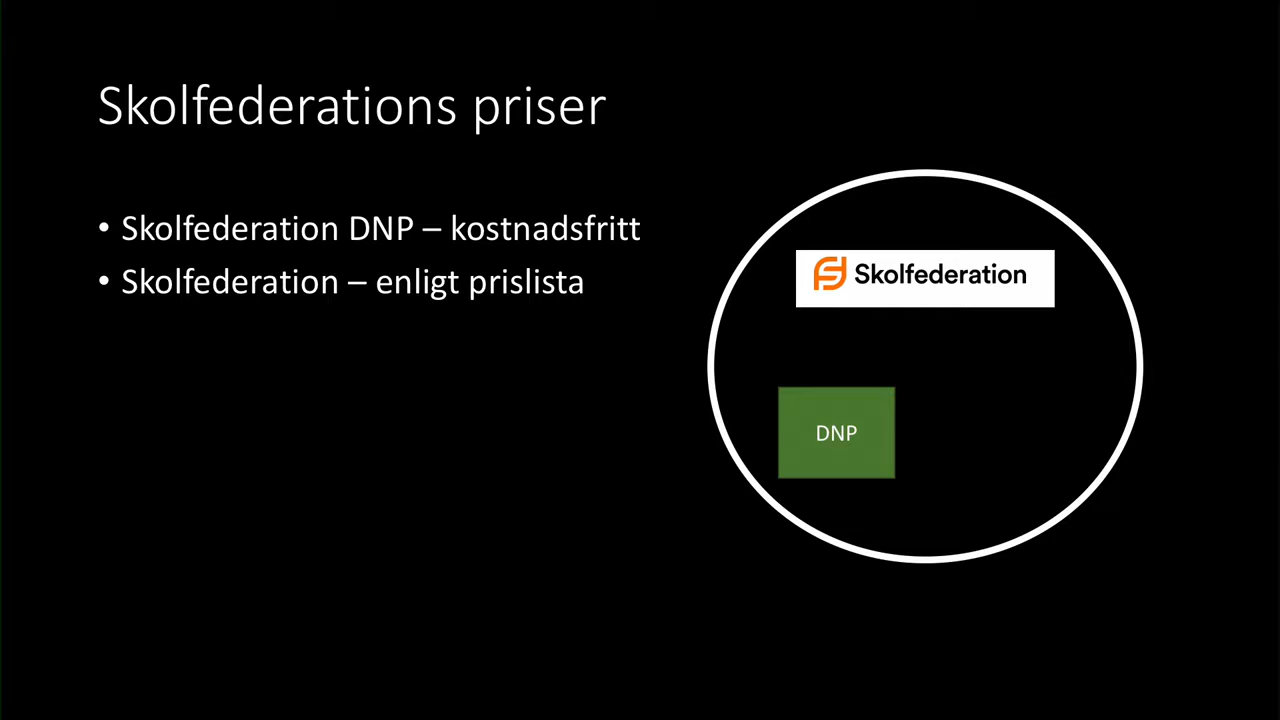 Skolfederations priser
• Skolfederation DNP – kostnadsfritt
• Skolfederation – enligt prislista
Skolfederation
DNP